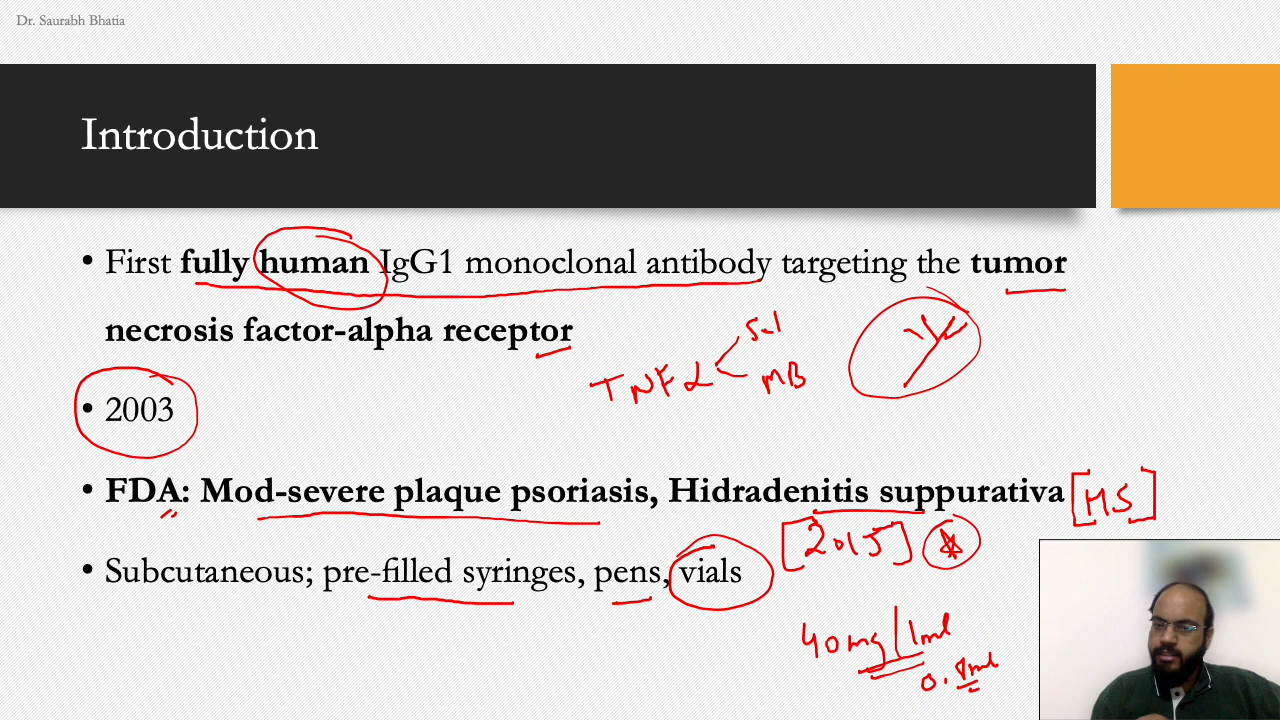 Dr. Saurabh Bhatia
Introduction
• First fully human IgG1 monoclonal antibody targeting the tumor
necrosis factor-alpha receptor
TNF α
Sol
MB
• 2003
• FDA: Mod-severe plaque psoriasis, Hidradenitis suppurativa [HS]
[2015]
• Subcutaneous; pre-filled syringes, pens, vials
40mg/1ml
0.8ml